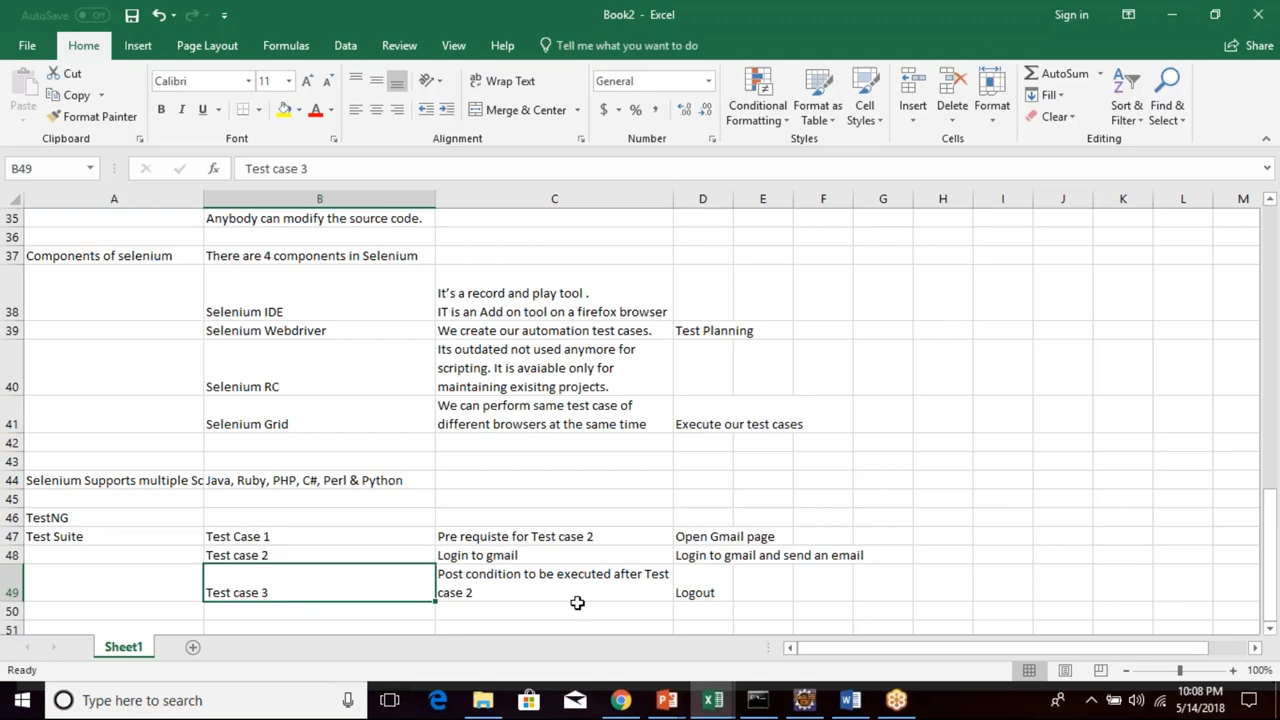 AutoSave Off
Book2 - Excel
Sign in
File Home Insert Page Layout Formulas Data Review View Help Tell me what you want to do Share
Paste
Cut
Copy
Format Painter
Clipboard
Calibri 11
B I U
Font
Wrap Text
Merge & Center
Alignment
General
$ % ,
Number
Conditional Formatting
Format as Table
Cell Styles
Styles
Insert
Delete
Format
Cells
AutoSum
Fill
Clear
Sort & Filter
Find & Select
Editing
B49 fx Test case 3
A B C D E F G H I J K L M
35 Anybody can modify the source code.
36
37 Components of selenium There are 4 components in Selenium
It's a record and play tool .
38 Selenium IDE IT is an Add on tool on a firefox browser
39 Selenium Webdriver We create our automation test cases. Test Planning
Its outdated not used anymore for
scripting. It is avaiable only for
40 Selenium RC maintaining exisitng projects.
We can perform same test case of
41 Selenium Grid different browsers at the same time Execute our test cases
42
43
44 Selenium Supports multiple Sc Java, Ruby, PHP, C#, Perl & Python
45
46 TestNG
47 Test Suite Test Case 1 Pre requiste for Test case 2 Open Gmail page
48 Test case 2 Login to gmail Login to gmail and send an email
Post condition to be executed after Test
49 Test case 3 case 2 Logout
50
51
Sheet1
Ready
100%
Type here to search
10:08 PM
5/14/2018